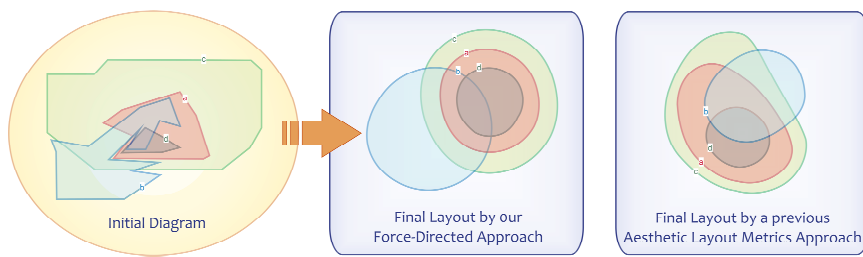 c
a
d
b
Initial Diagram
c
a
b
d
Final Layout by our
Force-Directed Approach
b
d
a
c
Final Layout by a previous
Aesthetic Layout Metrics Approach